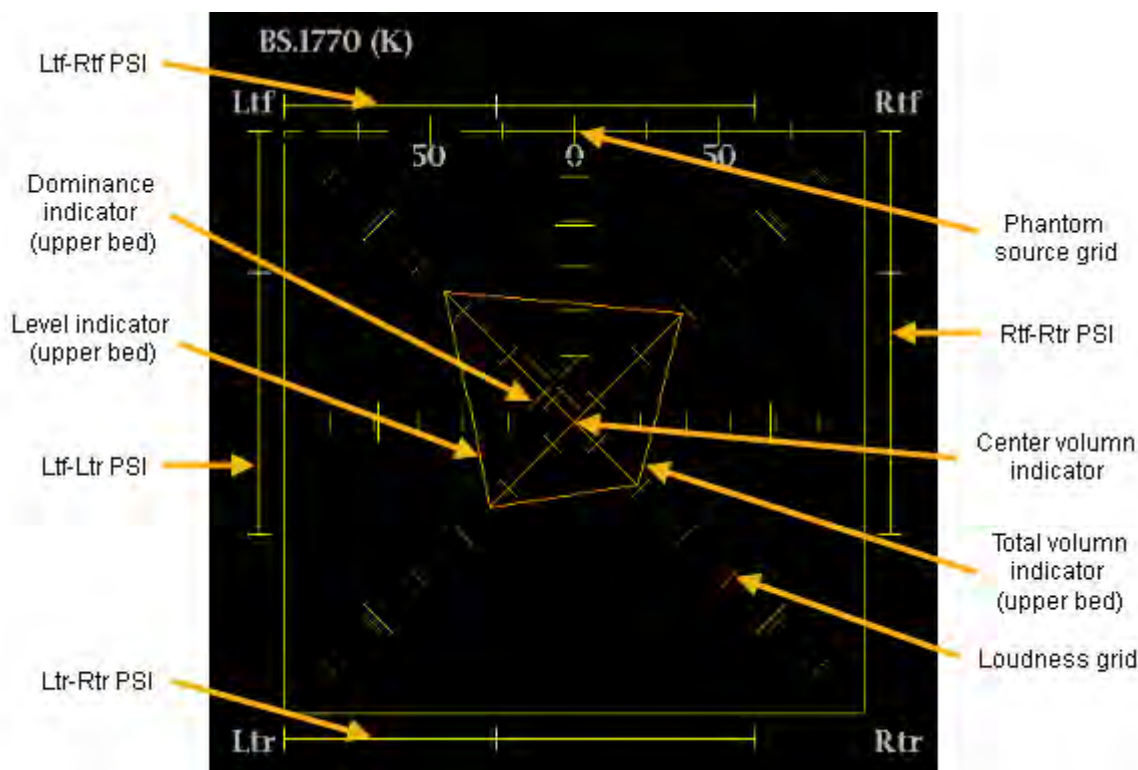 BS.1770 (K)
Ltf-Rtf PSI
Ltf
Rtf
50
0
50
Dominance
indicator
(upper bed)
Phantom
source grid
Level indicator
(upper bed)
Rtf-Rtr PSI
Ltf-Ltr PSI
Center volumn
indicator
Total volumn
indicator
(upper bed)
Loudness grid
Ltr-Rtr PSI
Ltr
Rtr